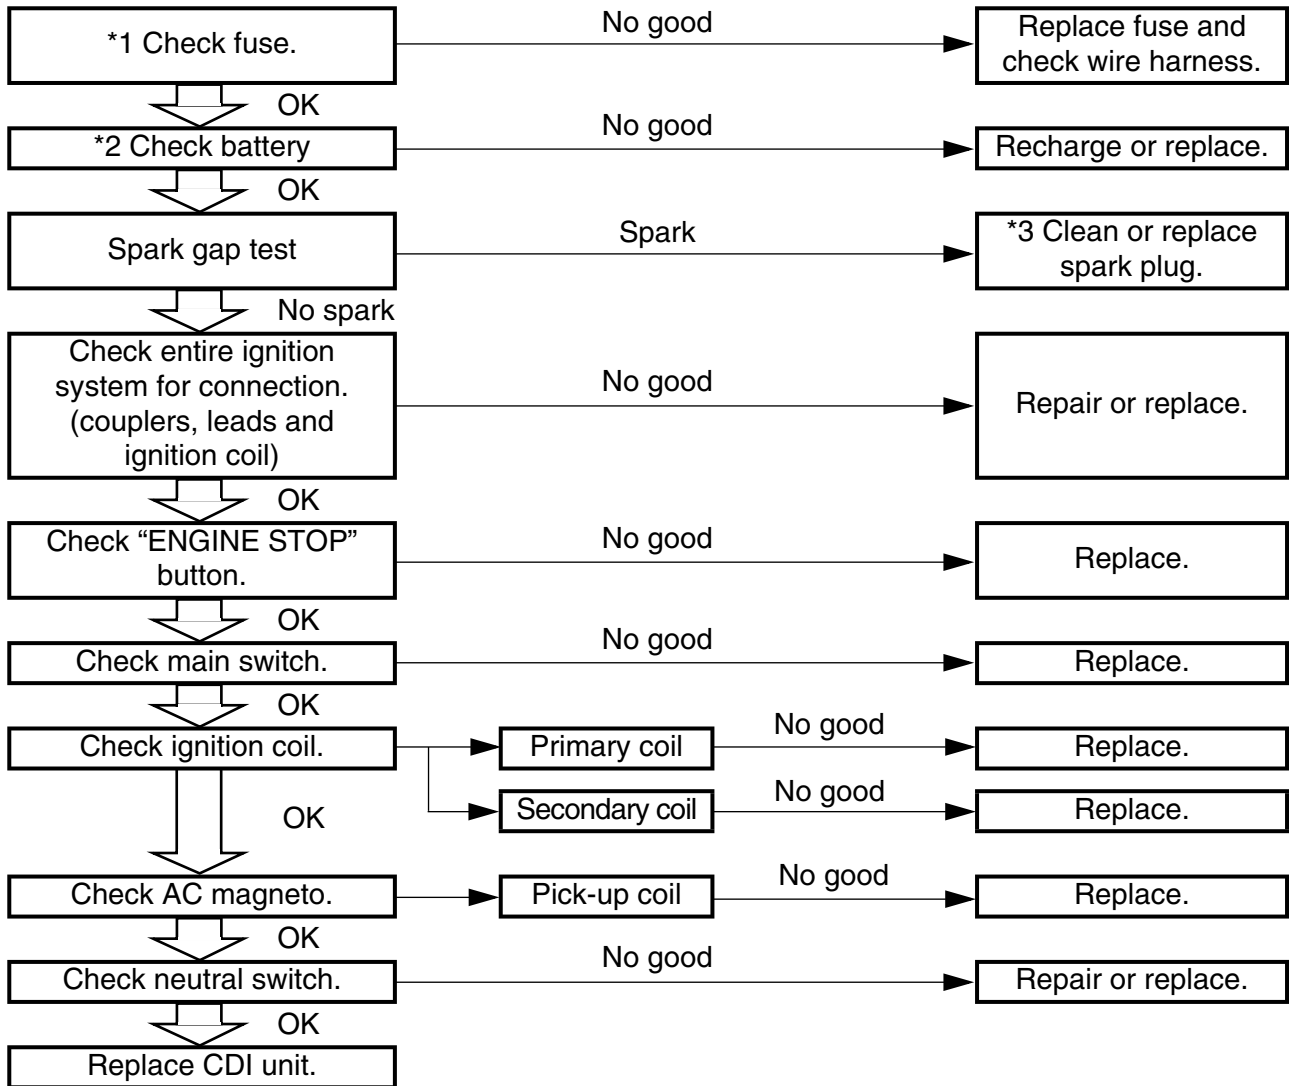 *1 Check fuse.
No good
Replace fuse and
check wire harness.
OK
*2 Check battery
No good
Recharge or replace.
OK
Spark gap test
Spark
*3 Clean or replace
spark plug.
No spark
Check entire ignition
system for connection.
(couplers, leads and
ignition coil)
No good
Repair or replace.
OK
Check “ENGINE STOP”
button.
No good
Replace.
OK
Check main switch.
No good
Replace.
OK
Check ignition coil.
Primary coil
No good
Replace.
Secondary coil
No good
Replace.
OK
Check AC magneto.
Pick-up coil
No good
Replace.
OK
Check neutral switch.
No good
Repair or replace.
OK
Replace CDI unit.